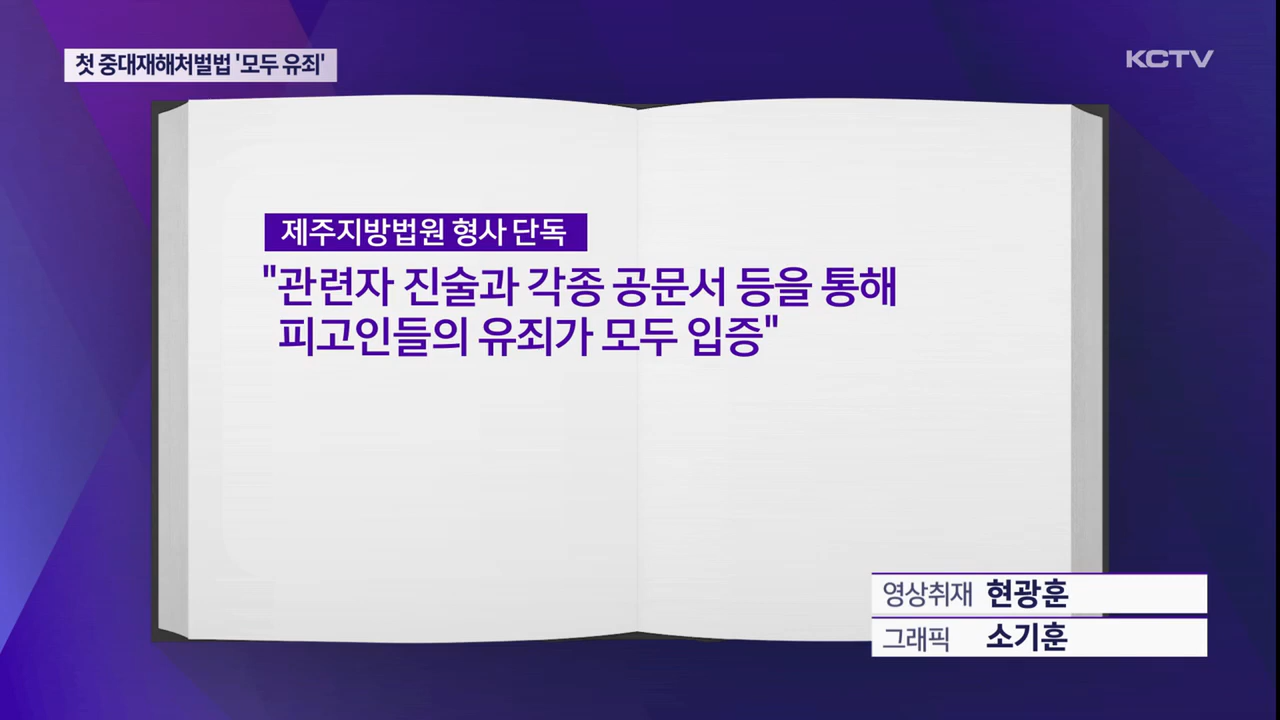 첫 중대재해처벌법 '모두 유죄'
KCTV
제주지방법원 형사 단독
"관련자 진술과 각종 공문서 등을 통해
피고인들의 유죄가 모두 입증"
영상취재 현광훈
그래픽 소기훈